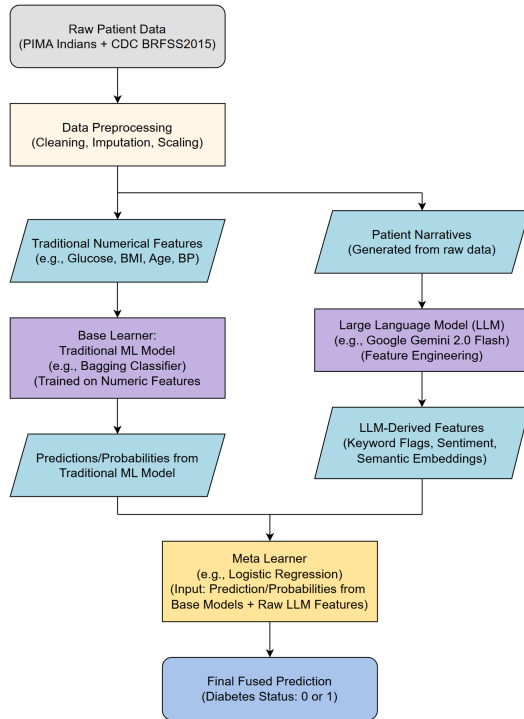 Raw Patient Data
(PIMA Indians + CDC BRFSS2015)
Data Preprocessing
(Cleaning, Imputation, Scaling)
Traditional Numerical Features
(e.g., Glucose, BMI, Age, BP)
Patient Narratives
(Generated from raw data)
Base Learner:
Traditional ML Model
(e.g., Bagging Classifier)
(Trained on Numeric Features
Large Language Model (LLM)
(e.g., Google Gemini 2.0 Flash)
(Feature Engineering)
Predictions/Probabilities from
Traditional ML Model
LLM-Derived Features
(Keyword Flags, Sentiment,
Semantic Embeddings)
Meta Learner
(e.g., Logistic Regression)
(Input: Prediction/Probabilities from
Base Models + Raw LLM Features)
Final Fused Prediction
(Diabetes Status: 0 or 1)